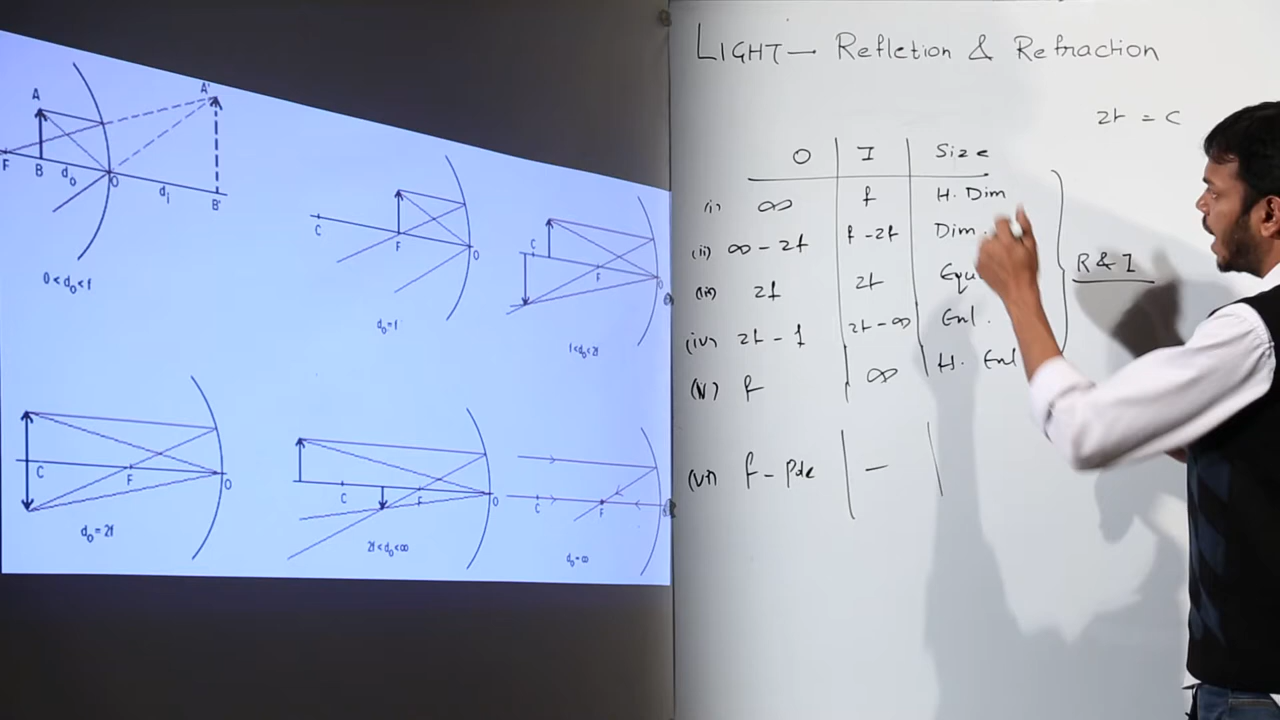 LIGHT — Refletion & Refraction
2f = C
O I Size
(i) ∞ f H. Dim
(ii) ∞ - 2f f - 2f Dim.
(iii) 2f 2f Equ
(iv) 2f - f 2f - ∞ Enl.
(v) f ∞ H. Enl
(vi) f - Pole —
R & I
A A'
F B d₀ O dᵢ B'
0 < d₀ < f
C F O
d₀ = f
C F O
f < d₀ < 2f
C F O
d₀ = 2f
C F O
2f < d₀ < ∞
C F
d₀ = ∞